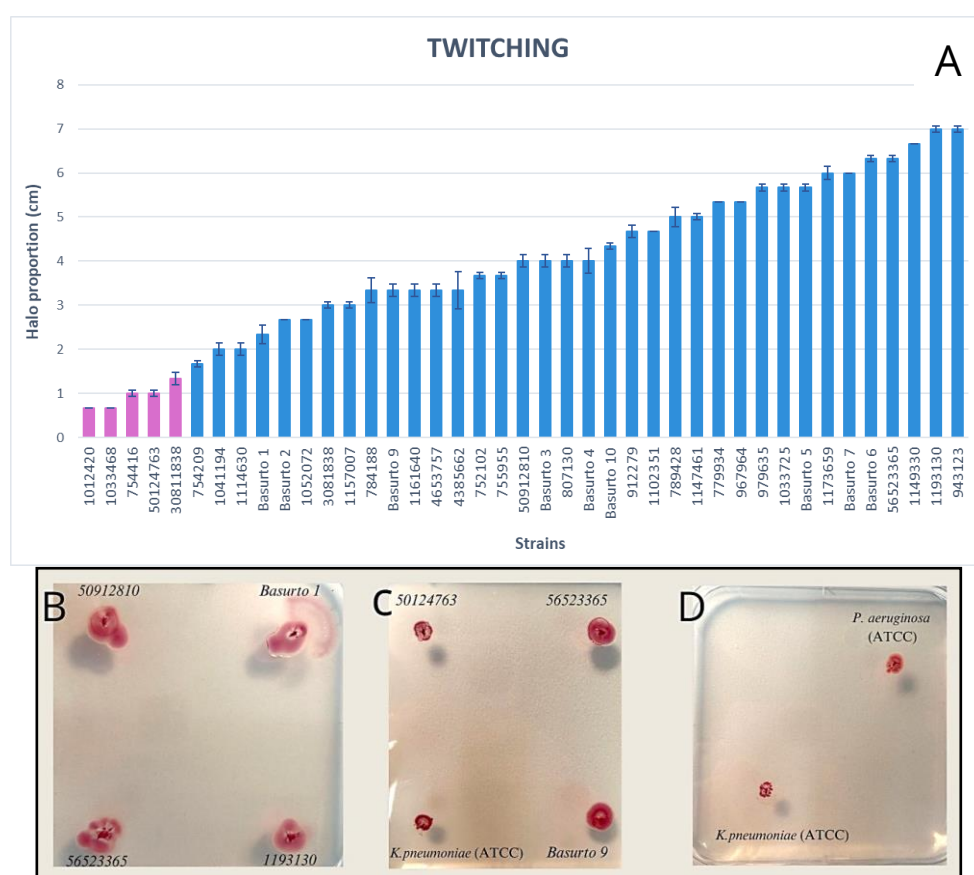 TWITCHING
A
Halo proportion (cm)
8
7
6
5
4
3
2
1
0
1012420
1033468
754416
50124763
30811838
754209
1041194
1114630
Basurto 1
Basurto 2
1052072
3081838
1157007
784188
Basurto 9
1161640
4653757
4385662
752102
755955
50912810
Basurto 3
807130
Basurto 4
Basurto 10
912279
1102351
789428
1147461
779934
967964
979635
1033725
Basurto 5
1173659
Basurto 7
Basurto 6
56523365
1149330
1193130
943123
Strains
B
50912810
Basurto 1
56523365
1193130
C
50124763
56523365
K.pneumoniae (ATCC)
Basurto 9
D
P. aeruginosa
(ATCC)
K.pneumoniae (ATCC)